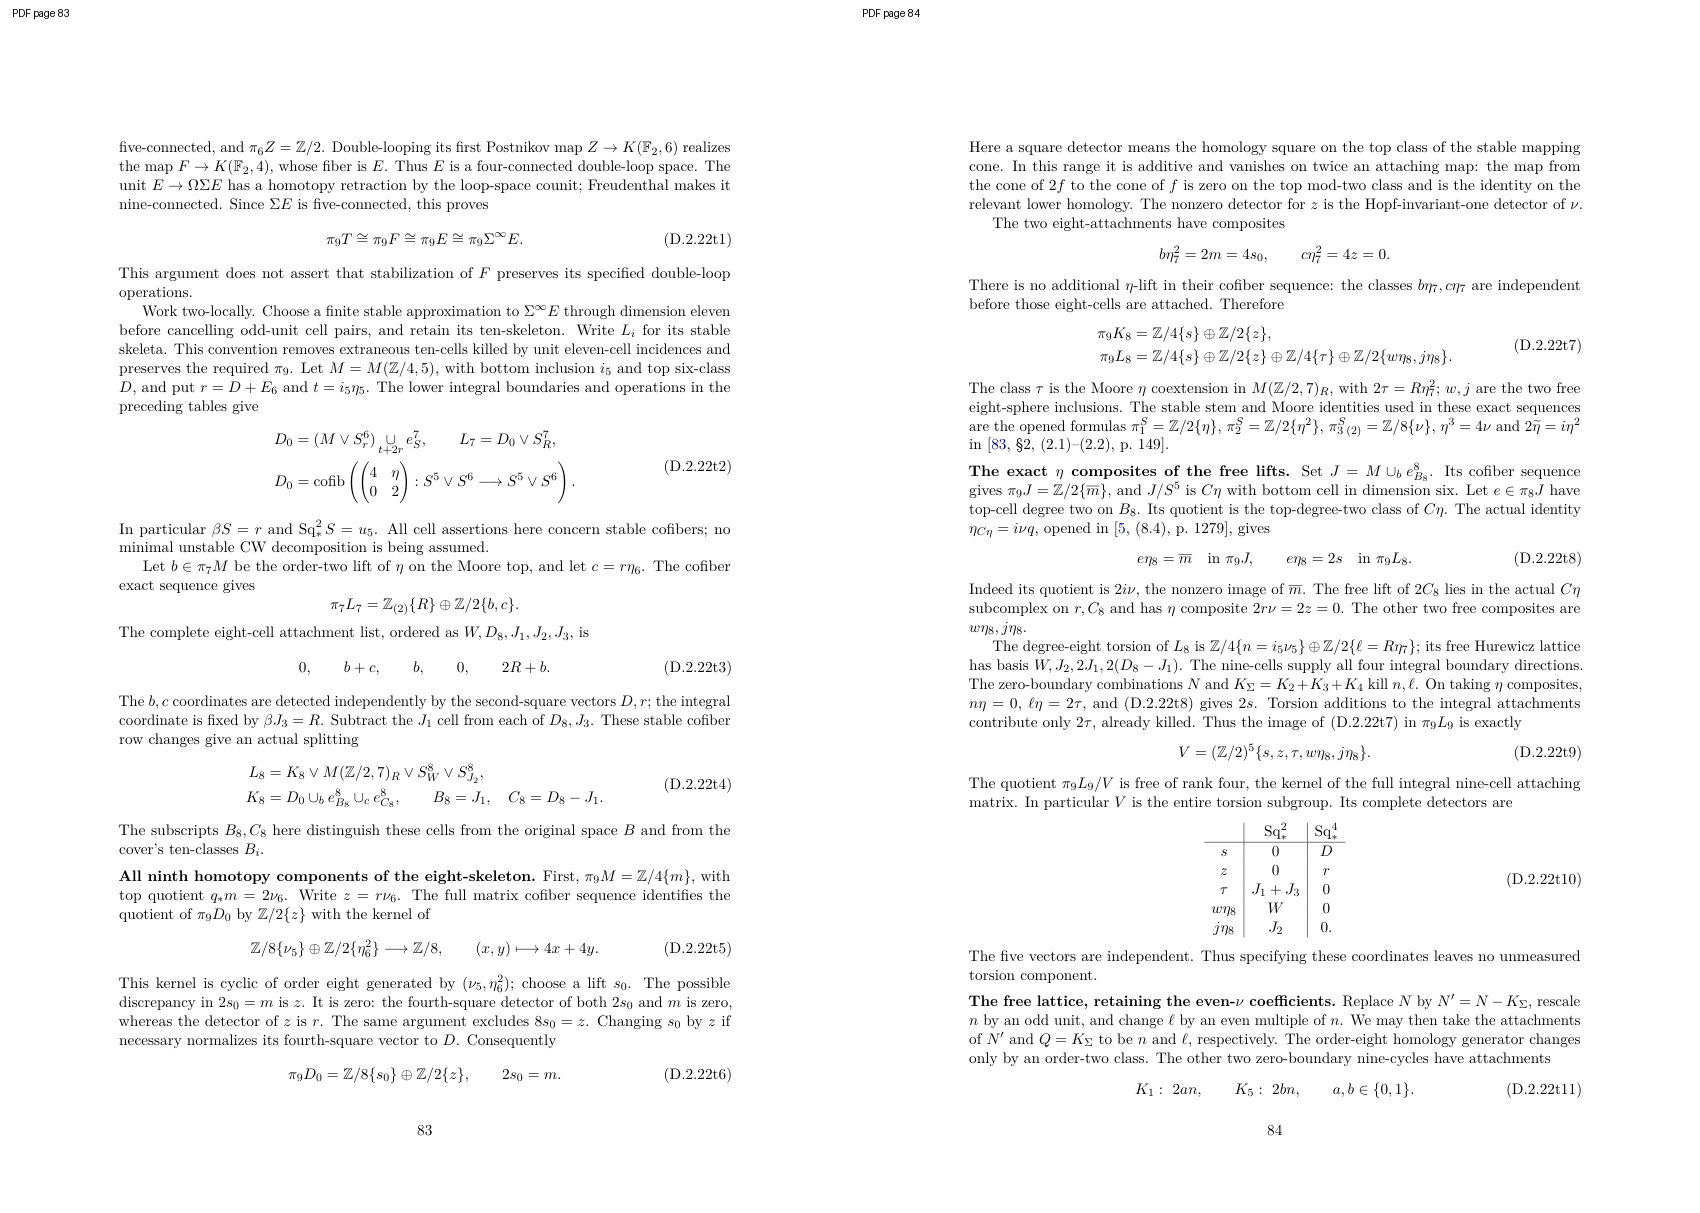 PDF page 83
five-connected, and π₆Z = ℤ/2. Double-looping its first Postnikov map Z → K(𝔽₂, 6) realizes
the map F → K(𝔽₂, 4), whose fiber is E. Thus E is a four-connected double-loop space. The
unit E → ΩΣE has a homotopy retraction by the loop-space counit; Freudenthal makes it
nine-connected. Since ΣE is five-connected, this proves
π₉T ≅ π₉F ≅ π₉E ≅ π₉Σ^∞E. (D.2.22t1)
This argument does not assert that stabilization of F preserves its specified double-loop
operations.
Work two-locally. Choose a finite stable approximation to Σ^∞E through dimension eleven
before cancelling odd-unit cell pairs, and retain its ten-skeleton. Write L_i for its stable
skeleta. This convention removes extraneous ten-cells killed by unit eleven-cell incidences and
preserves the required π₉. Let M = M(ℤ/4, 5), with bottom inclusion i₅ and top six-class
D, and put r = D + E₆ and t = i₅η₅. The lower integral boundaries and operations in the
preceding tables give
D₀ = (M ∨ S_r^6) ∪_{t+2r} e_S^7, L₇ = D₀ ∨ S_R^7,
D₀ = cofib ( ( 4 η ; 0 2 ) : S⁵ ∨ S⁶ ⟶ S⁵ ∨ S⁶ ) . (D.2.22t2)
In particular βS = r and Sq_*^2 S = u₅. All cell assertions here concern stable cofibers; no
minimal unstable CW decomposition is being assumed.
Let b ∈ π₇M be the order-two lift of η on the Moore top, and let c = rη₆. The cofiber
exact sequence gives
π₇L₇ = ℤ_(2){R} ⊕ ℤ/2{b, c}.
The complete eight-cell attachment list, ordered as W, D₈, J₁, J₂, J₃, is
0, b + c, b, 0, 2R + b. (D.2.22t3)
The b, c coordinates are detected independently by the second-square vectors D, r; the integral
coordinate is fixed by βJ₃ = R. Subtract the J₁ cell from each of D₈, J₃. These stable cofiber
row changes give an actual splitting
L₈ = K₈ ∨ M(ℤ/2, 7)_R ∨ S_W^8 ∨ S_{J₂}^8,
K₈ = D₀ ∪_b e_{B₈}^8 ∪_c e_{C₈}^8, B₈ = J₁, C₈ = D₈ − J₁. (D.2.22t4)
The subscripts B₈, C₈ here distinguish these cells from the original space B and from the
cover's ten-classes B_i.
All ninth homotopy components of the eight-skeleton. First, π₉M = ℤ/4{m}, with
top quotient q_*m = 2ν₆. Write z = rν₆. The full matrix cofiber sequence identifies the
quotient of π₉D₀ by ℤ/2{z} with the kernel of
ℤ/8{ν₅} ⊕ ℤ/2{η₆²} ⟶ ℤ/8, (x, y) ⟼ 4x + 4y. (D.2.22t5)
This kernel is cyclic of order eight generated by (ν₅, η₆²); choose a lift s₀. The possible
discrepancy in 2s₀ = m is z. It is zero: the fourth-square detector of both 2s₀ and m is zero,
whereas the detector of z is r. The same argument excludes 8s₀ = z. Changing s₀ by z if
necessary normalizes its fourth-square vector to D. Consequently
π₉D₀ = ℤ/8{s₀} ⊕ ℤ/2{z}, 2s₀ = m. (D.2.22t6)
83
PDF page 84
Here a square detector means the homology square on the top class of the stable mapping
cone. In this range it is additive and vanishes on twice an attaching map: the map from
the cone of 2f to the cone of f is zero on the top mod-two class and is the identity on the
relevant lower homology. The nonzero detector for z is the Hopf-invariant-one detector of ν.
The two eight-attachments have composites
bη₇² = 2m = 4s₀, cη₇² = 4z = 0.
There is no additional η-lift in their cofiber sequence: the classes bη₇, cη₇ are independent
before those eight-cells are attached. Therefore
π₉K₈ = ℤ/4{s} ⊕ ℤ/2{z},
π₉L₈ = ℤ/4{s} ⊕ ℤ/2{z} ⊕ ℤ/4{τ} ⊕ ℤ/2{wη₈, jη₈}. (D.2.22t7)
The class τ is the Moore η coextension in M(ℤ/2, 7)_R, with 2τ = Rη₇²; w, j are the two free
eight-sphere inclusions. The stable stem and Moore identities used in these exact sequences
are the opened formulas π₁^S = ℤ/2{η}, π₂^S = ℤ/2{η²}, π₃^S_(2) = ℤ/8{ν}, η³ = 4ν and 2η̃ = iη²
in [83, §2, (2.1)–(2.2), p. 149].
The exact η composites of the free lifts. Set J = M ∪_b e_{B₈}^8. Its cofiber sequence
gives π₉J = ℤ/2{m̅}, and J/S⁵ is Cη with bottom cell in dimension six. Let e ∈ π₈J have
top-cell degree two on B₈. Its quotient is the top-degree-two class of Cη. The actual identity
η_{Cη} = iνq, opened in [5, (8.4), p. 1279], gives
eη₈ = m̅ in π₉J, eη₈ = 2s in π₉L₈. (D.2.22t8)
Indeed its quotient is 2iν, the nonzero image of m̅. The free lift of 2C₈ lies in the actual Cη
subcomplex on r, C₈ and has η composite 2rν = 2z = 0. The other two free composites are
wη₈, jη₈.
The degree-eight torsion of L₈ is ℤ/4{n = i₅ν₅} ⊕ ℤ/2{ℓ = Rη₇}; its free Hurewicz lattice
has basis W, J₂, 2J₁, 2(D₈ − J₁). The nine-cells supply all four integral boundary directions.
The zero-boundary combinations N and K_Σ = K₂ + K₃ + K₄ kill n, ℓ. On taking η composites,
nη = 0, ℓη = 2τ, and (D.2.22t8) gives 2s. Torsion additions to the integral attachments
contribute only 2τ, already killed. Thus the image of (D.2.22t7) in π₉L₉ is exactly
V = (ℤ/2)⁵{s, z, τ, wη₈, jη₈}. (D.2.22t9)
The quotient π₉L₉/V is free of rank four, the kernel of the full integral nine-cell attaching
matrix. In particular V is the entire torsion subgroup. Its complete detectors are
Sq_*^2 Sq_*^4
s 0 D
z 0 r
τ J₁ + J₃ 0
wη₈ W 0
jη₈ J₂ 0.
(D.2.22t10)
The five vectors are independent. Thus specifying these coordinates leaves no unmeasured
torsion component.
The free lattice, retaining the even-ν coefficients. Replace N by N′ = N − K_Σ, rescale
n by an odd unit, and change ℓ by an even multiple of n. We may then take the attachments
of N′ and Q = K_Σ to be n and ℓ, respectively. The order-eight homology generator changes
only by an order-two class. The other two zero-boundary nine-cycles have attachments
K₁ : 2an, K₅ : 2bn, a, b ∈ {0, 1}. (D.2.22t11)
84